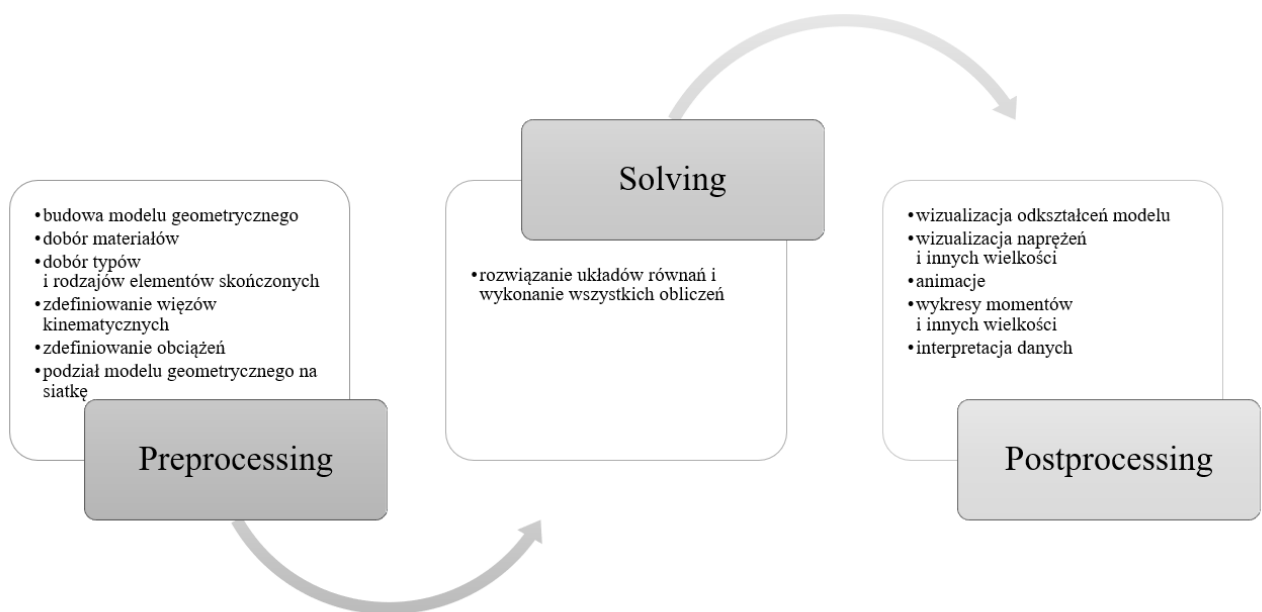 •budowa modelu geometrycznego
•dobór materiałów
•dobór typów
i rodzajów elementów skończonych
•zdefiniowanie więzów
kinematycznych
•zdefiniowanie obciążeń
•podział modelu geometrycznego na
siatkę
Preprocessing
Solving
•rozwiązanie układów równań i
wykonanie wszystkich obliczeń
•wizualizacja odkształceń modelu
•wizualizacja naprężeń
i innych wielkości
•animacje
•wykresy momentów
i innych wielkości
•interpretacja danych
Postprocessing